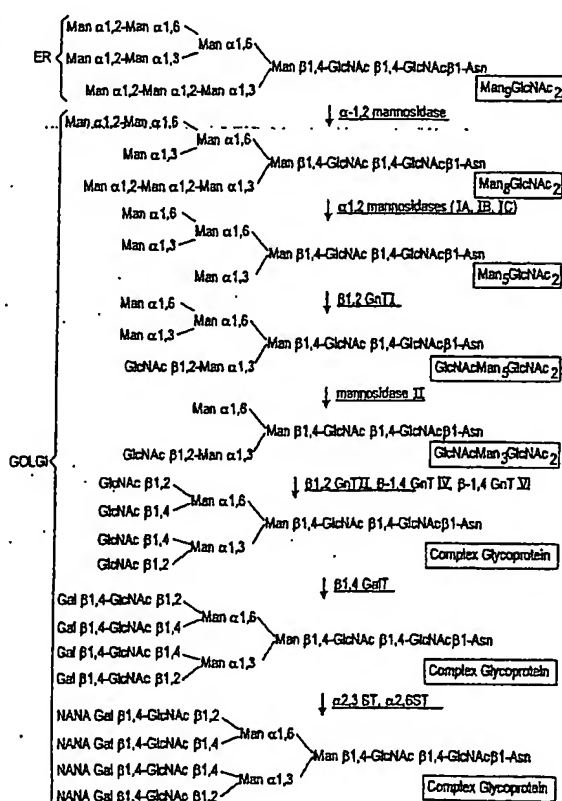 Man α1,2-Man α1,6
Man α1,6
ER
Man α1,2-Man α1,3
Man β1,4-GlcNAc β1,4-GlcNAcβ1-Asn
Man α1,2-Man α1,2-Man α1,3
Man9GlcNAc2
α-1,2 mannosidase
Man α1,2-Man α1,6
Man α1,6
Man α1,3
Man β1,4-GlcNAc β1,4-GlcNAcβ1-Asn
Man α1,2-Man α1,2-Man α1,3
Man8GlcNAc2
α1,2 mannosidases (IA, IB, IC)
Man α1,6
Man α1,6
Man α1,3
Man β1,4-GlcNAc β1,4-GlcNAcβ1-Asn
Man α1,3
Man5GlcNAc2
β1,2 GnTI
Man α1,6
Man α1,6
Man α1,3
Man β1,4-GlcNAc β1,4-GlcNAcβ1-Asn
GlcNAc β1,2-Man α1,3
GlcNAcMan5GlcNAc2
mannosidase II
Man α1,6
Man β1,4-GlcNAc β1,4-GlcNAcβ1-Asn
GlcNAc β1,2-Man α1,3
GlcNAcMan3GlcNAc2
GOLGI
β1,2 GnTII, β-1,4 GnT IV, β-1,4 GnT VI
GlcNAc β1,2
Man α1,6
GlcNAc β1,4
Man β1,4-GlcNAc β1,4-GlcNAcβ1-Asn
GlcNAc β1,4
Man α1,3
GlcNAc β1,2
Complex Glycoprotein
β1,4 GalT
Gal β1,4-GlcNAc β1,2
Man α1,6
Gal β1,4-GlcNAc β1,4
Man β1,4-GlcNAc β1,4-GlcNAcβ1-Asn
Gal β1,4-GlcNAc β1,4
Man α1,3
Gal β1,4-GlcNAc β1,2
Complex Glycoprotein
α2,3 ST, α2,6ST
NANA Gal β1,4-GlcNAc β1,2
Man α1,6
NANA Gal β1,4-GlcNAc β1,4
Man β1,4-GlcNAc β1,4-GlcNAcβ1-Asn
NANA Gal β1,4-GlcNAc β1,4
Man α1,3
NANA Gal β1,4-GlcNAc β1,2
Complex Glycoprotein